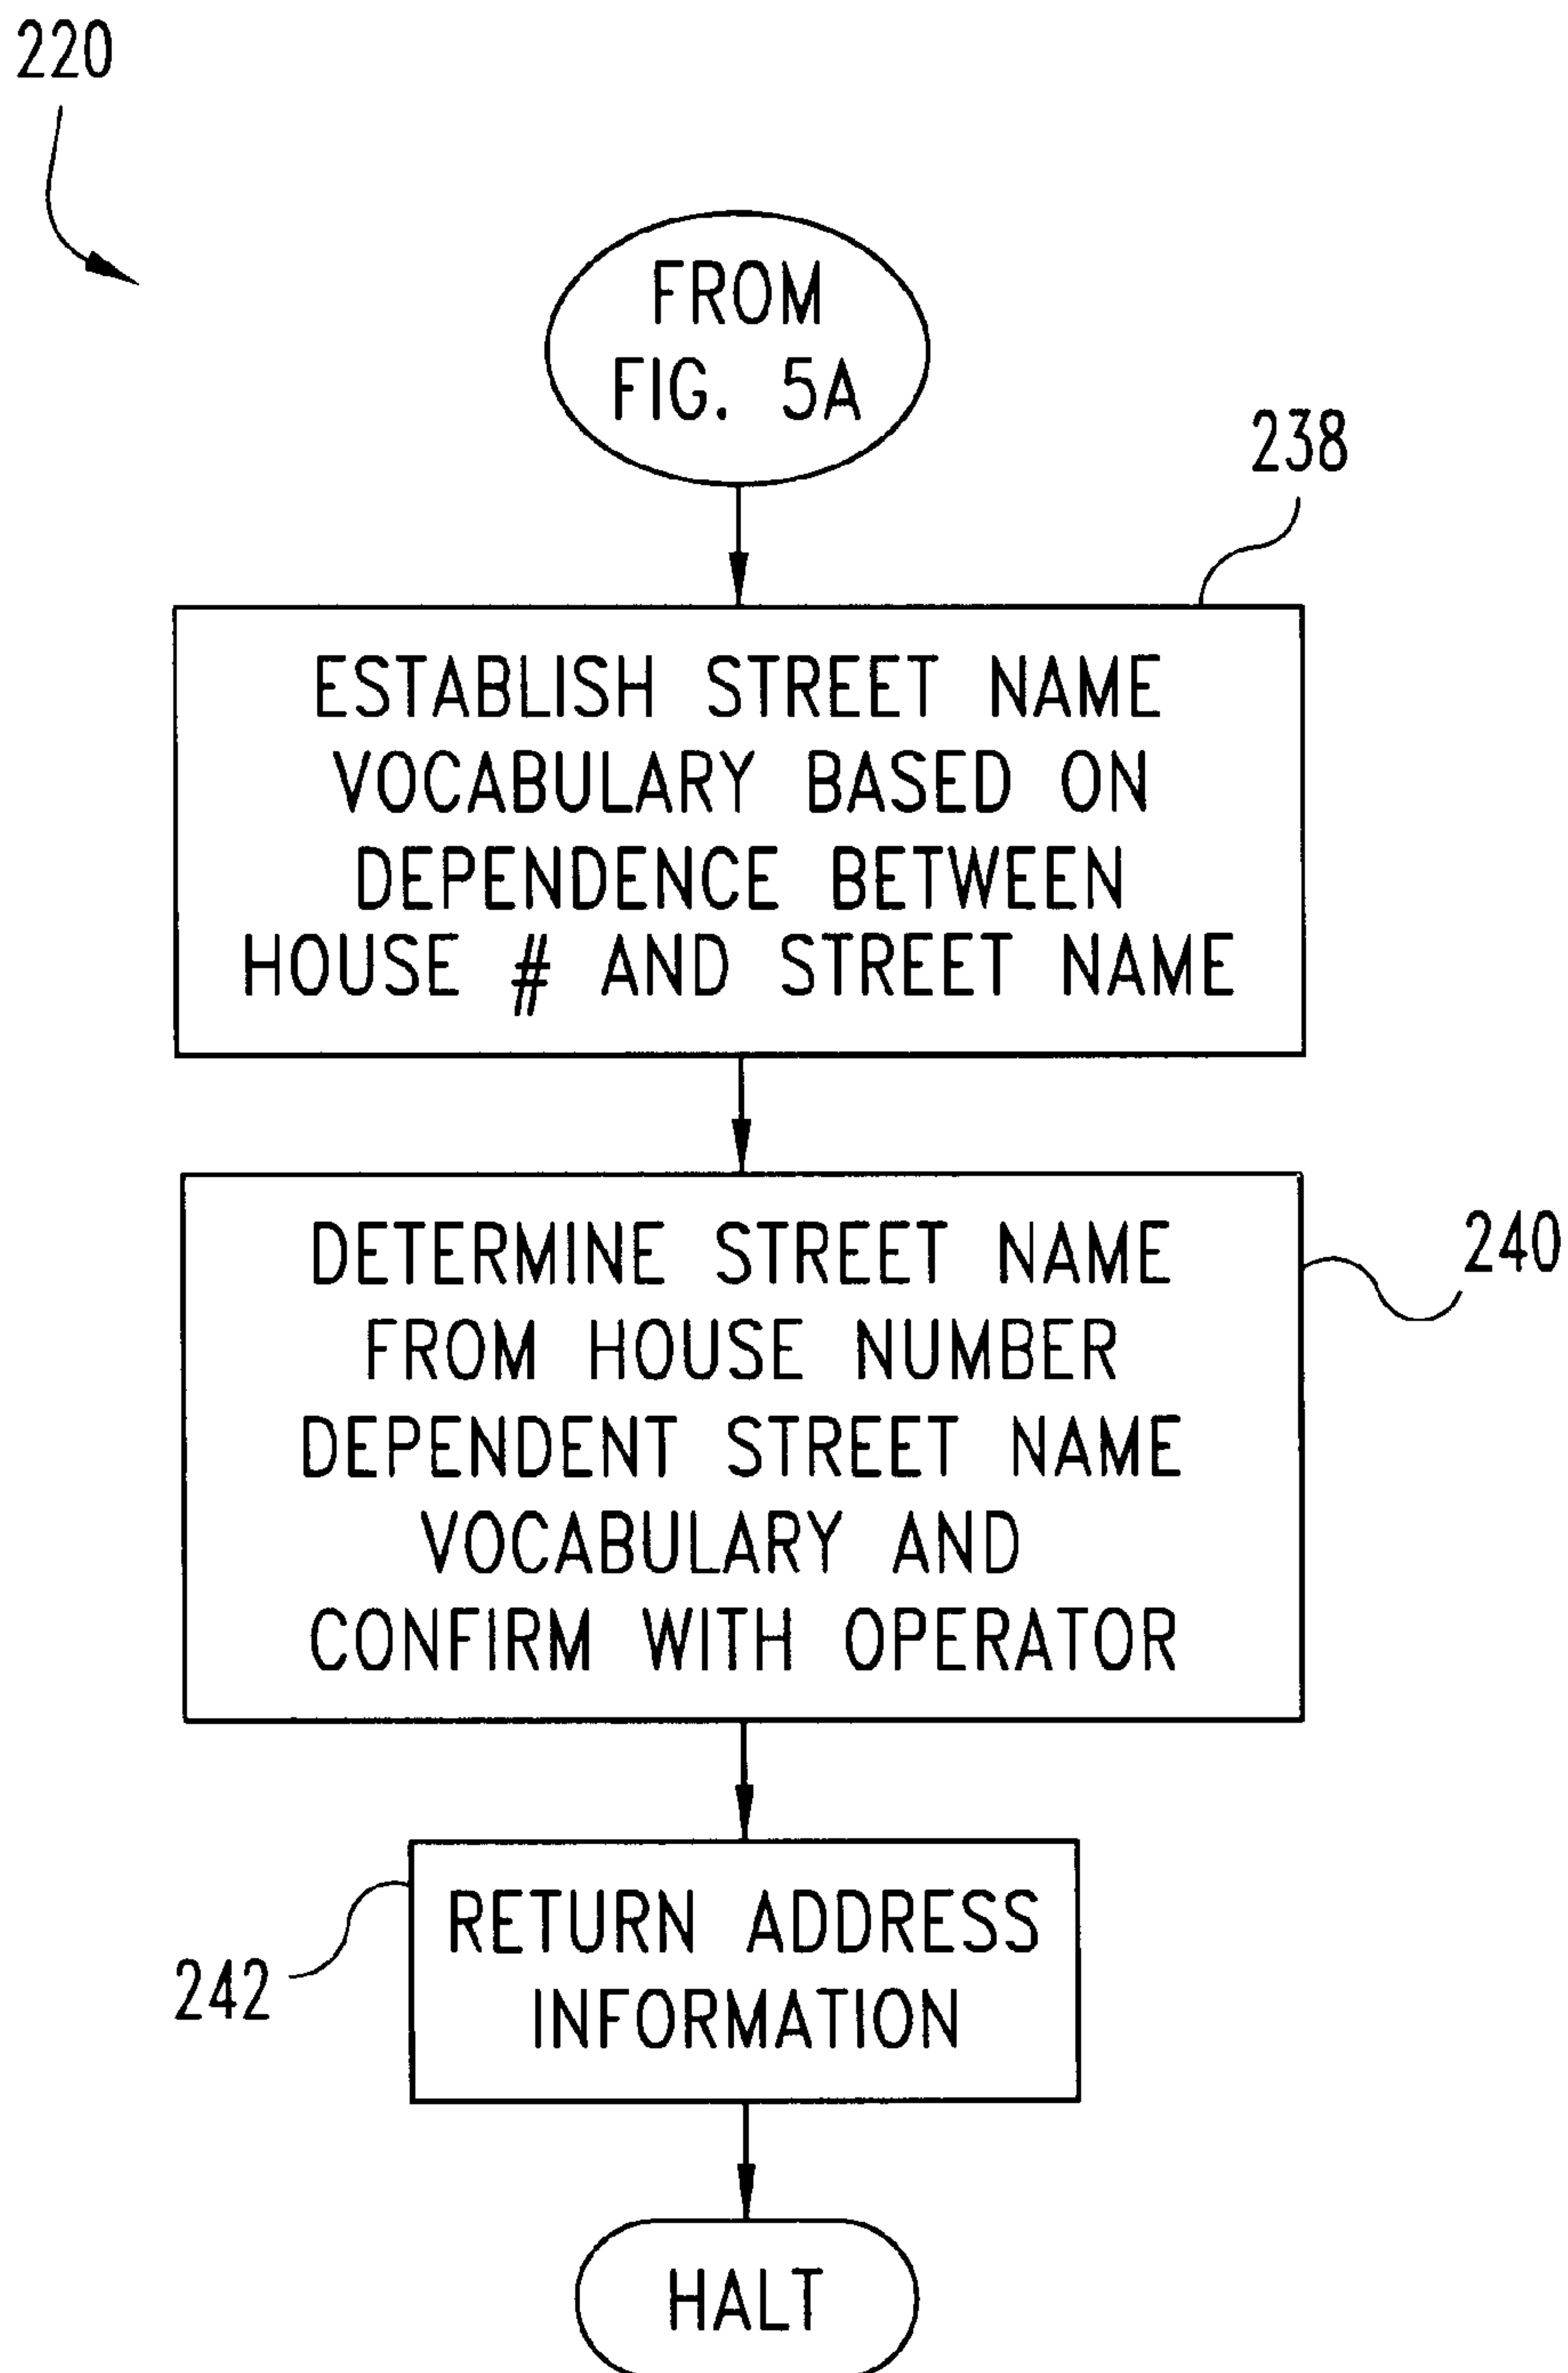 220
FROM
FIG. 5A
238
ESTABLISH STREET NAME
VOCABULARY BASED ON
DEPENDENCE BETWEEN
HOUSE # AND STREET NAME
240
DETERMINE STREET NAME
FROM HOUSE NUMBER
DEPENDENT STREET NAME
VOCABULARY AND
CONFIRM WITH OPERATOR
242
RETURN ADDRESS
INFORMATION
HALT